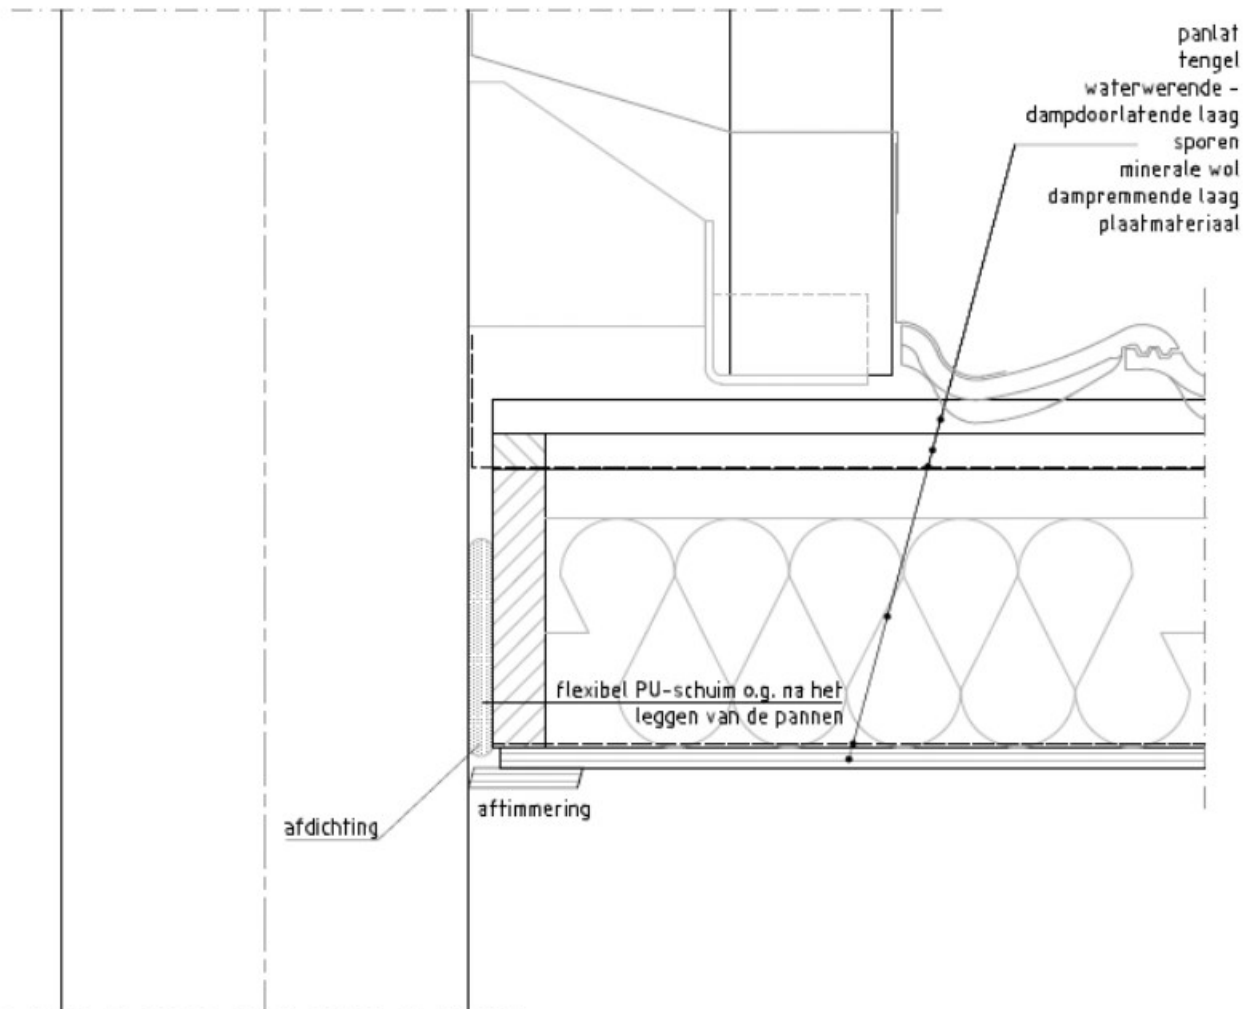 panlat
tengel
waterwerende -
dampdoorlatende laag
sporen
minerale wol
dampremmende laag
plaatmateriaal
flexibel PU-schuim o.g. na het
leggen van de pannen
aftimmering
afdichting